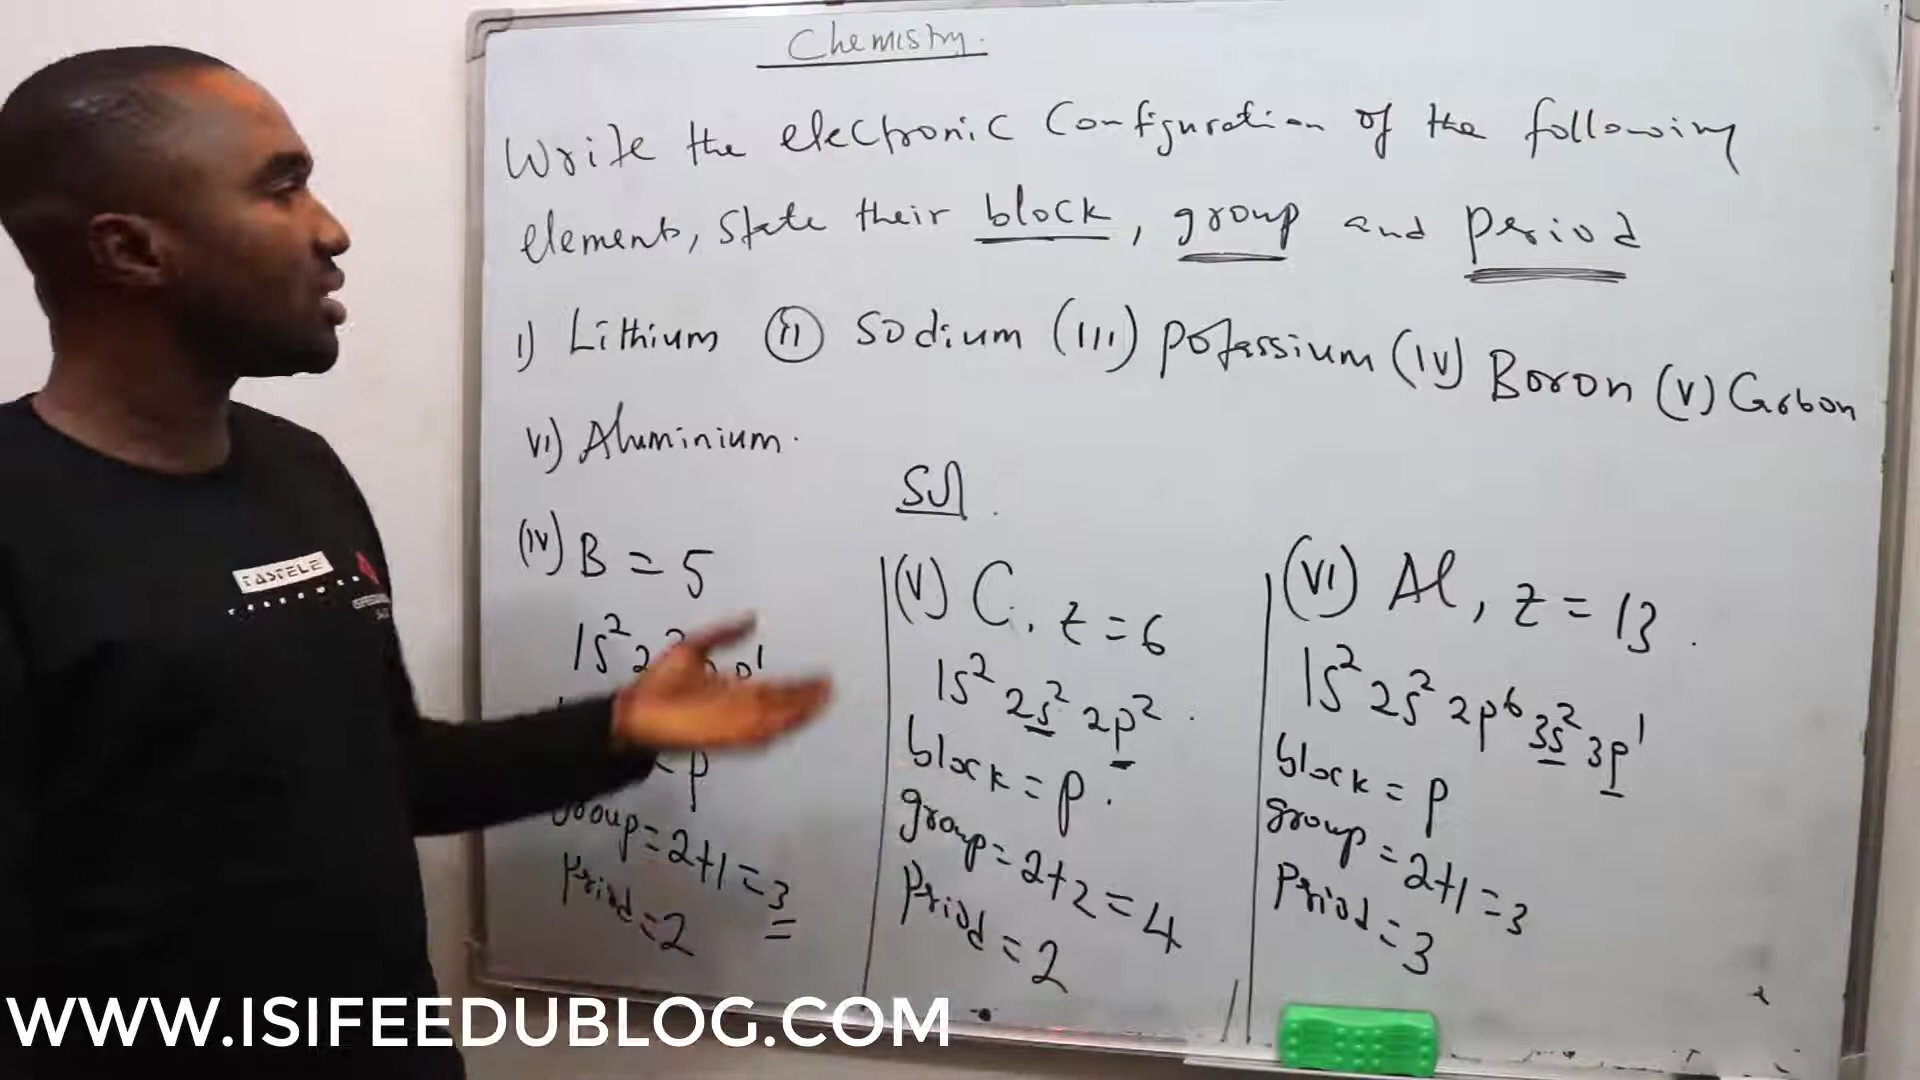 Chemistry.
Write the electronic Configuration of the following
elements, State their block, group and period
I) Lithium (II) Sodium (III) potassium (IV) Boron (V) Carbon
VI) Aluminium.
Sol
(IV) B = 5
1s² 2 p¹
p
group = 2+1 = 3
Period = 2
(V) C, Z = 6
1s² 2s² 2p².
block = p.
group = 2+2 = 4
Period = 2
(VI) Al, Z = 13.
1s² 2s² 2p⁶ 3s² 3p¹
block = p
group = 2+1 = 3
Period = 3
WWW.ISIFEEDUBLOG.COM